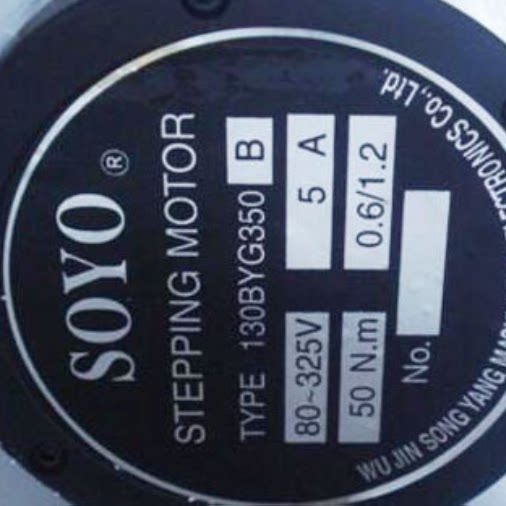 SOYO®
STEPPING MOTOR
TYPE 130BYG350 B
80~325V 5 A
50 N.m 0.6/1.2
No.
WU JIN SONG YANG Co.,Ltd.